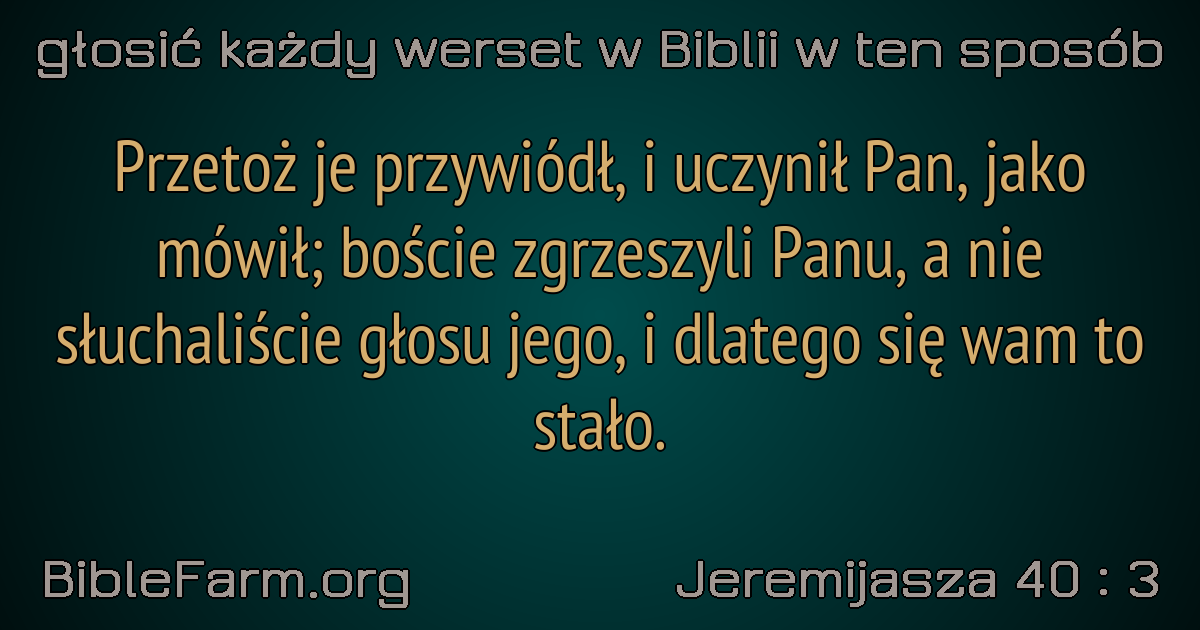 głosić każdy werset w Biblii w ten sposób
Przetoż je przywiódł, i uczynił Pan, jako
mówił; boście zgrzeszyli Panu, a nie
słuchaliście głosu jego, i dlatego się wam to
stało.
BibleFarm.org
Jeremijasza 40 : 3